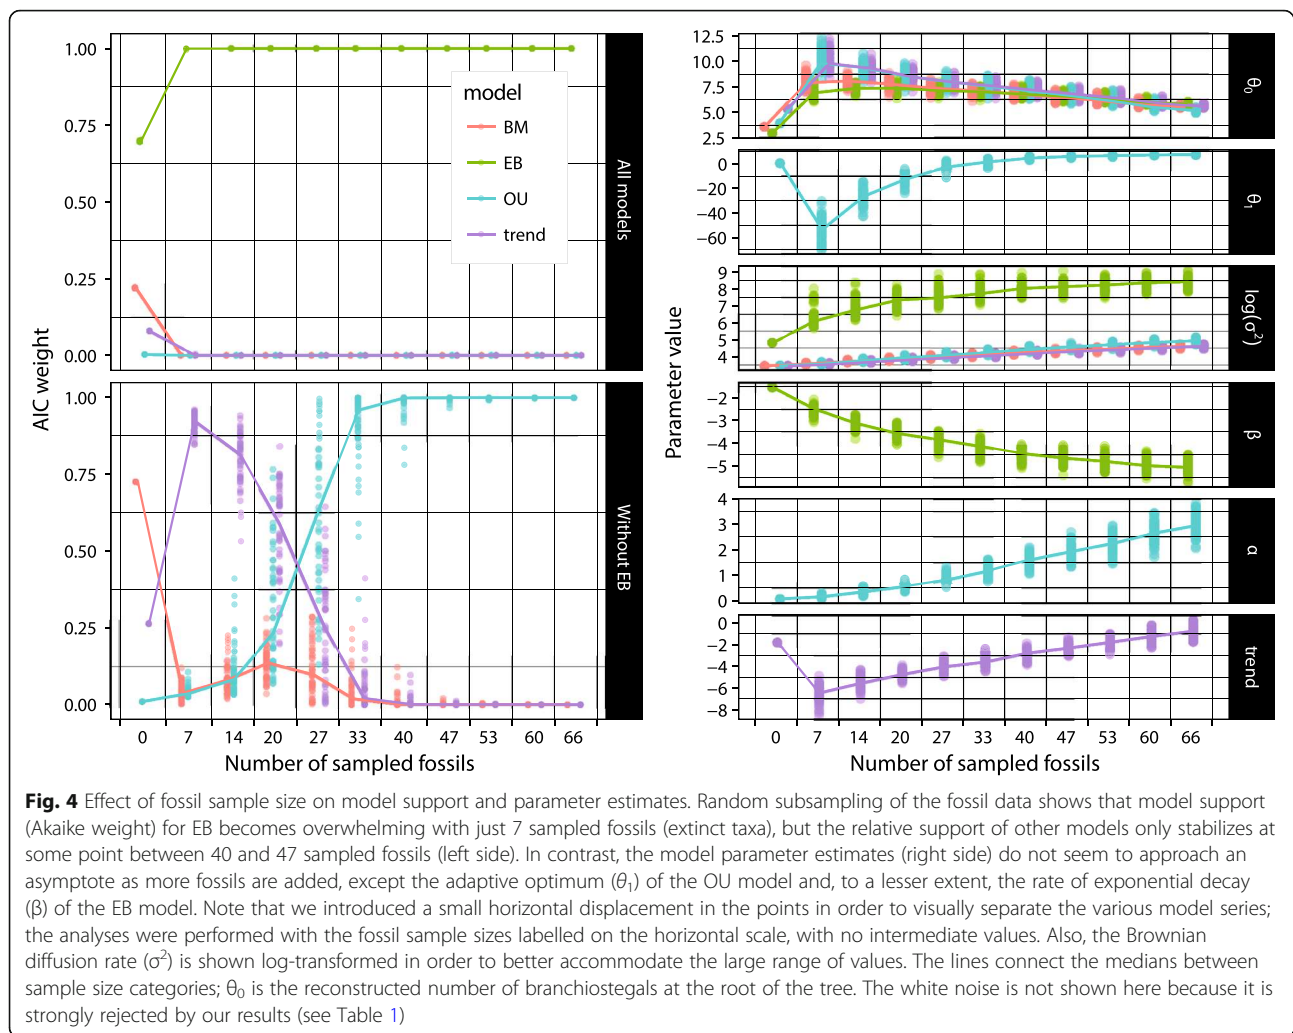 1.00
0.75
0.50
0.25
0.00
All models
model
BM
EB
OU
trend
1.00
0.75
0.50
0.25
0.00
Without EB
AIC weight
0 7 14 20 27 33 40 47 53 60 66
Number of sampled fossils
12.5
10.0
7.5
5.0
2.5
θ0
0
−20
−40
−60
θ1
9
8
7
6
5
4
log(σ2)
−2
−3
−4
−5
β
4
3
2
1
0
α
0
−2
−4
−6
−8
trend
Parameter value
0 7 14 20 27 33 40 47 53 60 66
Number of sampled fossils
Fig. 4 Effect of fossil sample size on model support and parameter estimates. Random subsampling of the fossil data shows that model support
(Akaike weight) for EB becomes overwhelming with just 7 sampled fossils (extinct taxa), but the relative support of other models only stabilizes at
some point between 40 and 47 sampled fossils (left side). In contrast, the model parameter estimates (right side) do not seem to approach an
asymptote as more fossils are added, except the adaptive optimum (θ1) of the OU model and, to a lesser extent, the rate of exponential decay
(β) of the EB model. Note that we introduced a small horizontal displacement in the points in order to visually separate the various model series;
the analyses were performed with the fossil sample sizes labelled on the horizontal scale, with no intermediate values. Also, the Brownian
diffusion rate (σ2) is shown log-transformed in order to better accommodate the large range of values. The lines connect the medians between
sample size categories; θ0 is the reconstructed number of branchiostegals at the root of the tree. The white noise is not shown here because it is
strongly rejected by our results (see Table 1)